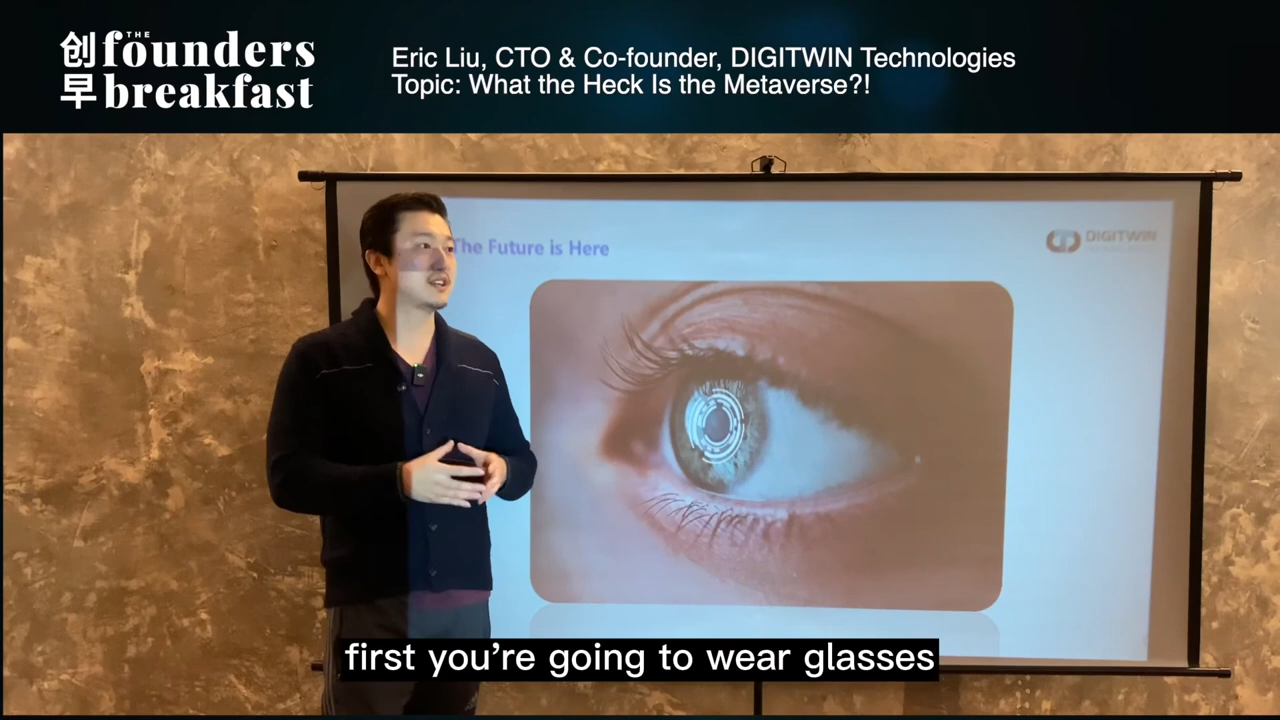 创 THE founders
早 breakfast
Eric Liu, CTO & Co-founder, DIGITWIN Technologies
Topic: What the Heck Is the Metaverse?!
The Future is Here
DIGITWIN
first you're going to wear glasses